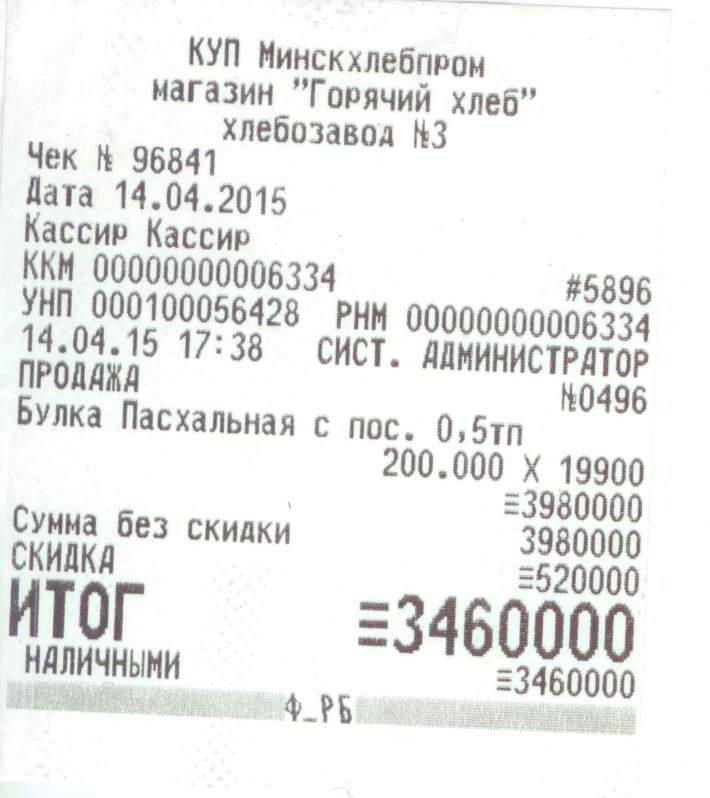 КУП Минскхлебпром
магазин "Горячий хлеб"
хлебозавод №3
Чек № 96841
Дата 14.04.2015
Кассир Кассир
ККМ 00000000006334 #5896
УНП 000100056428 РНМ 00000000006334
14.04.15 17:38 СИСТ. АДМИНИСТРАТОР
ПРОДАЖА №0496
Булка Пасхальная с пос. 0,5тп
200.000 X 19900
≡3980000
Сумма без скидки 3980000
СКИДКА ≡520000
ИТОГ ≡3460000
НАЛИЧНЫМИ ≡3460000
Ф_РБ